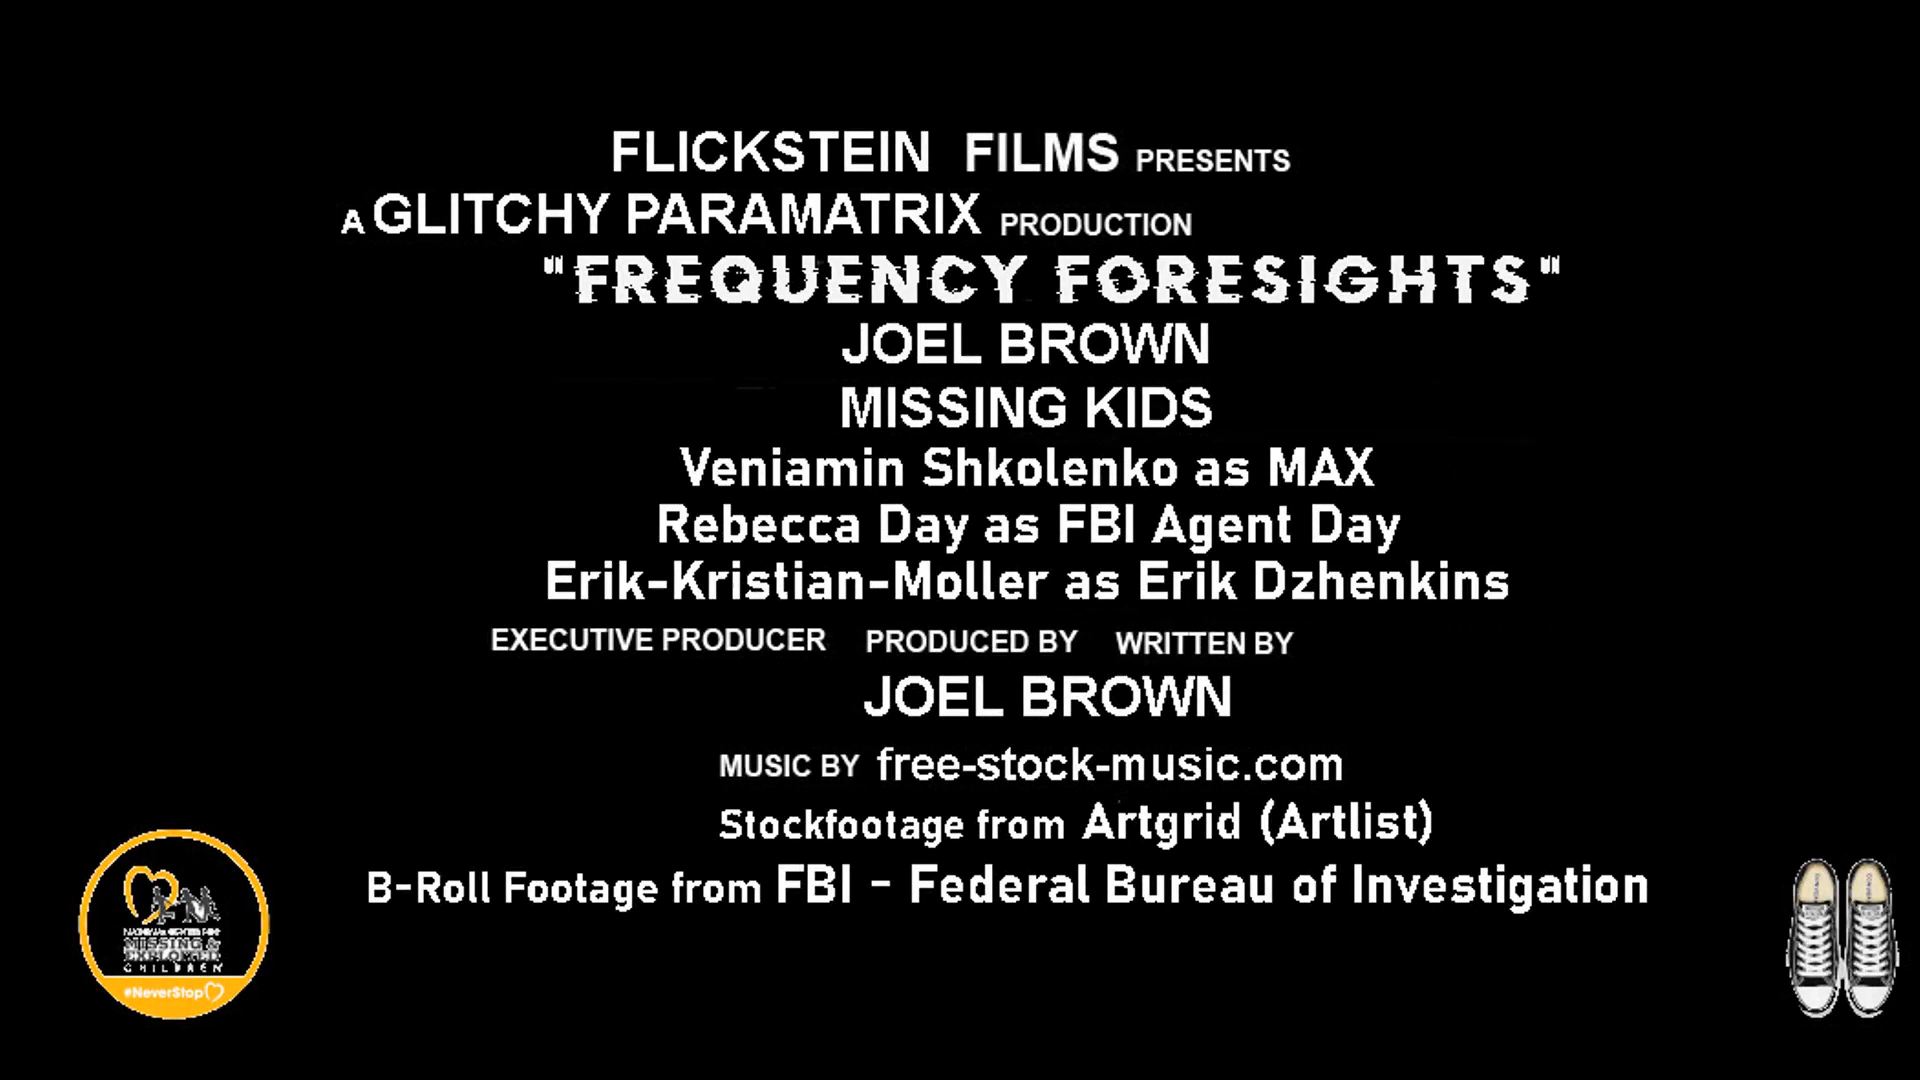 FLICKSTEIN FILMS PRESENTS
A GLITCHY PARAMATRIX PRODUCTION
"FREQUENCY FORESIGHTS"
JOEL BROWN
MISSING KIDS
Veniamin Shkolenko as MAX
Rebecca Day as FBI Agent Day
Erik-Kristian-Moller as Erik Dzhenkins
EXECUTIVE PRODUCER PRODUCED BY WRITTEN BY
JOEL BROWN
MUSIC BY free-stock-music.com
Stockfootage from Artgrid (Artlist)
B-Roll Footage from FBI - Federal Bureau of Investigation
MISSING &
EXPLOITED
CHILDREN
#NeverStop